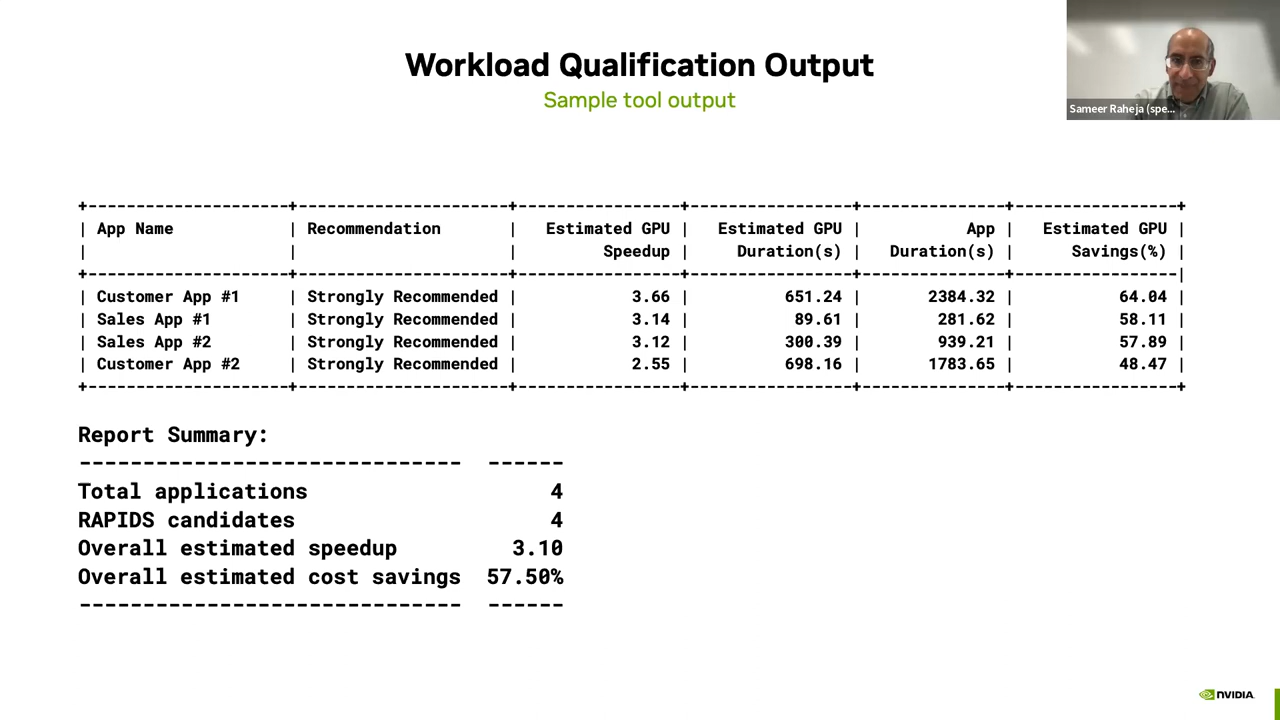 Workload Qualification Output
Sample tool output
Sameer Raheja (spe...
+---------------------+----------------------+-----------------+-----------------+--------------+-----------------+
| App Name            | Recommendation       |   Estimated GPU |   Estimated GPU |          App |   Estimated GPU |
|                     |                      |         Speedup |     Duration(s) |  Duration(s) |      Savings(%) |
+---------------------+----------------------+-----------------+-----------------+--------------+-----------------|
| Customer App #1     | Strongly Recommended |            3.66 |          651.24 |      2384.32 |           64.04 |
| Sales App #1        | Strongly Recommended |            3.14 |           89.61 |       281.62 |           58.11 |
| Sales App #2        | Strongly Recommended |            3.12 |          300.39 |       939.21 |           57.89 |
| Customer App #2     | Strongly Recommended |            2.55 |          698.16 |      1783.65 |           48.47 |
+---------------------+----------------------+-----------------+-----------------+--------------+-----------------+
Report Summary:
------------------------------  ------
Total applications                   4
RAPIDS candidates                    4
Overall estimated speedup         3.10
Overall estimated cost savings  57.50%
------------------------------  ------
NVIDIA